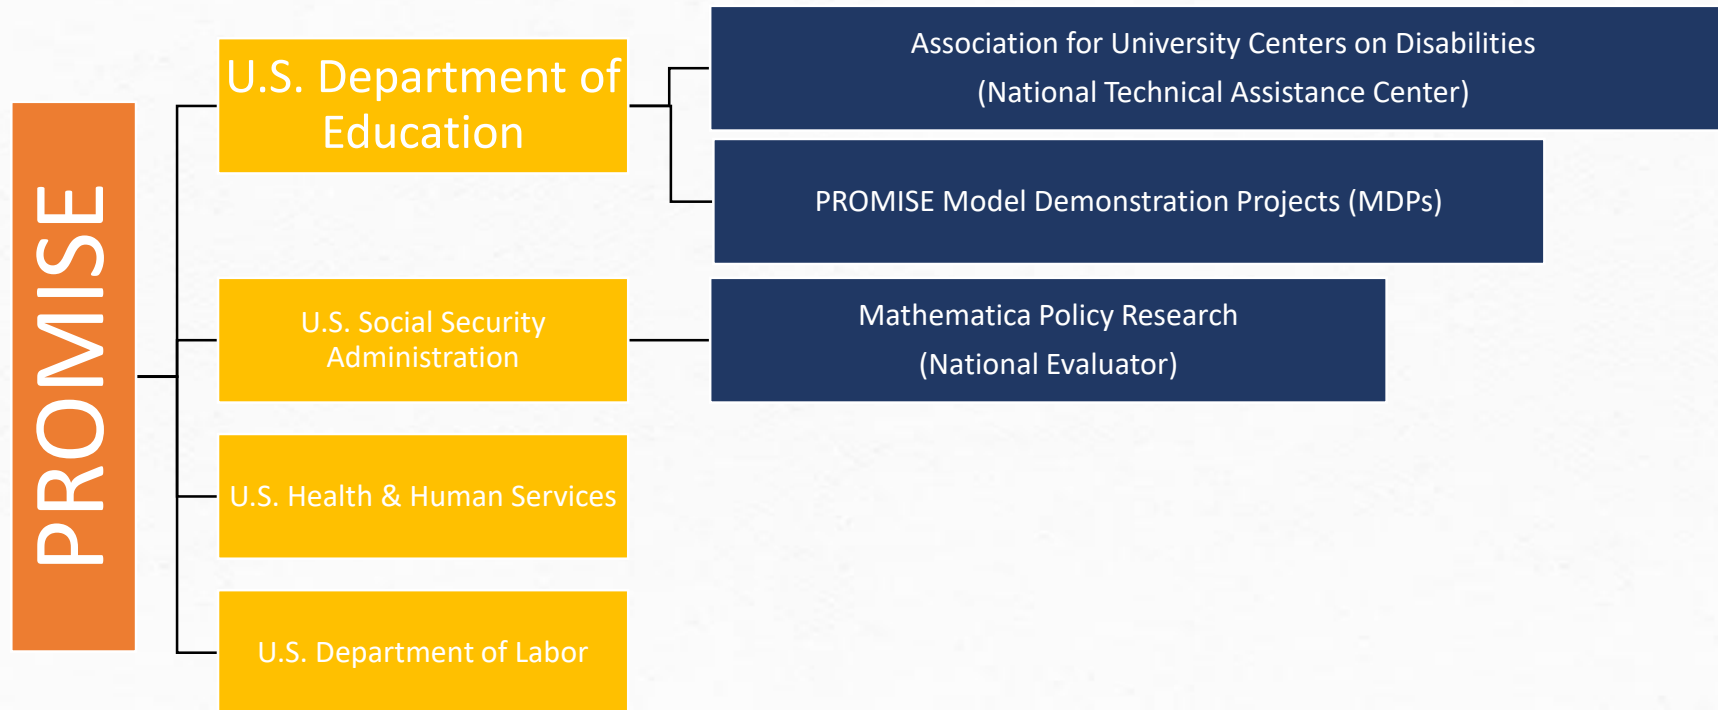 PROMISE
U.S. Department of
Education
Association for University Centers on Disabilities
(National Technical Assistance Center)
PROMISE Model Demonstration Projects (MDPs)
U.S. Social Security
Administration
Mathematica Policy Research
(National Evaluator)
U.S. Health & Human Services
U.S. Department of Labor